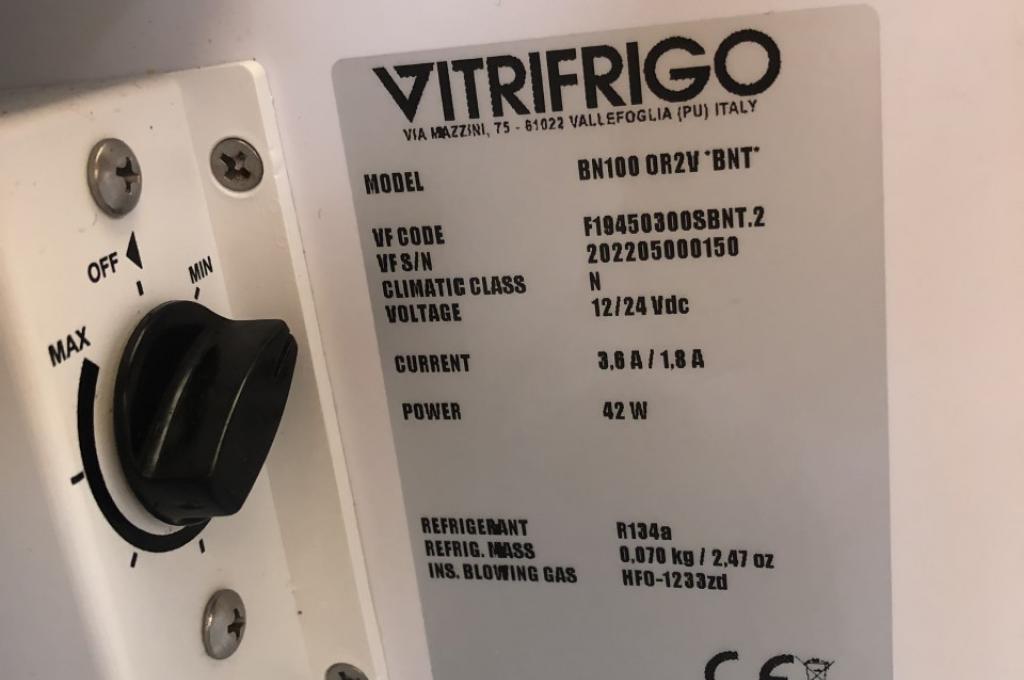 VITRIFRIGO
VIA MAZZINI, 75 - 61022 VALLEFOGLIA (PU) ITALY
MODEL BN100 OR2V *BNT*
VF CODE F19450300SBNT.2
VF S/N 202205000150
CLIMATIC CLASS N
VOLTAGE 12/24 Vdc
CURRENT 3,6 A / 1,8 A
POWER 42 W
REFRIGERANT R134a
REFRIG. MASS 0,070 kg / 2,47 oz
INS. BLOWING GAS HFO-1233zd
CE
OFF
MIN
MAX